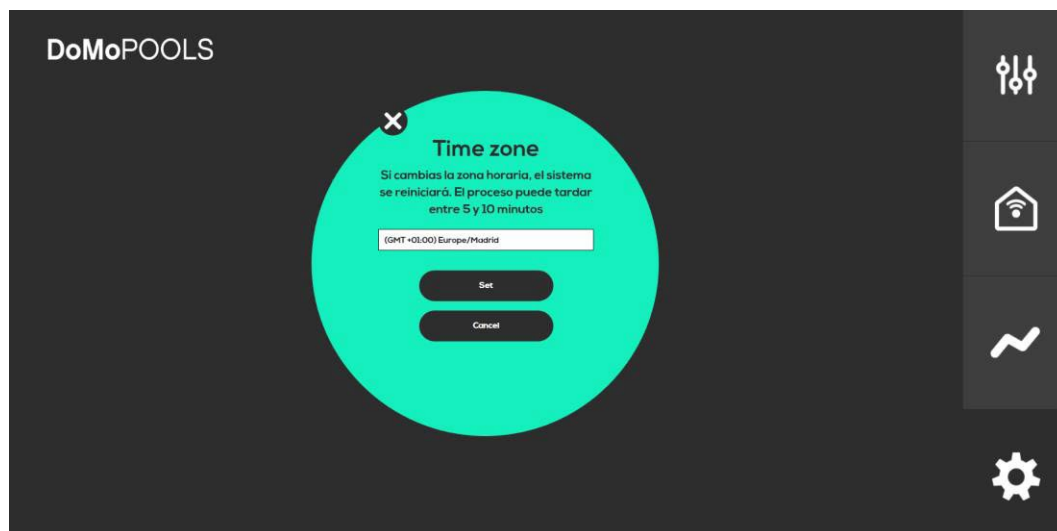 DoMoPOOLS
Time zone
Si cambias la zona horaria, el sistema
se reiniciará. El proceso puede tardar
entre 5 y 10 minutos
(GMT +01:00) Europe/Madrid
Set
Cancel